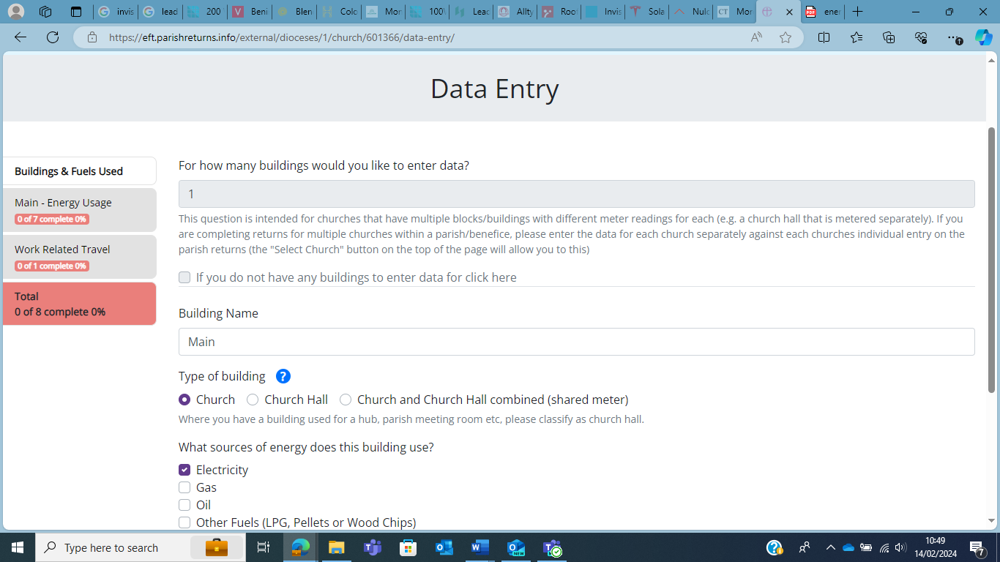 invis
lead
200
Beni
Blen
Colc
Mor
100\
Leac
Allty
Roo
Invis
Sola
Nulc
CT
Mor
PDF
ener
https://eft.parishreturns.info/external/dioceses/1/church/601366/data-entry/
Data Entry
Buildings & Fuels Used
Main - Energy Usage
0 of 7 complete 0%
Work Related Travel
0 of 1 complete 0%
Total
0 of 8 complete 0%
For how many buildings would you like to enter data?
1
This question is intended for churches that have multiple blocks/buildings with different meter readings for each (e.g. a church hall that is metered separately). If you
are completing returns for multiple churches within a parish/benefice, please enter the data for each church separately against each churches individual entry on the
parish returns (the "Select Church" button on the top of the page will allow you to this)
If you do not have any buildings to enter data for click here
Building Name
Main
Type of building ?
Church Church Hall Church and Church Hall combined (shared meter)
Where you have a building used for a hub, parish meeting room etc, please classify as church hall.
What sources of energy does this building use?
Electricity
Gas
Oil
Other Fuels (LPG, Pellets or Wood Chips)
Type here to search
NEW
10:49
14/02/2024
7